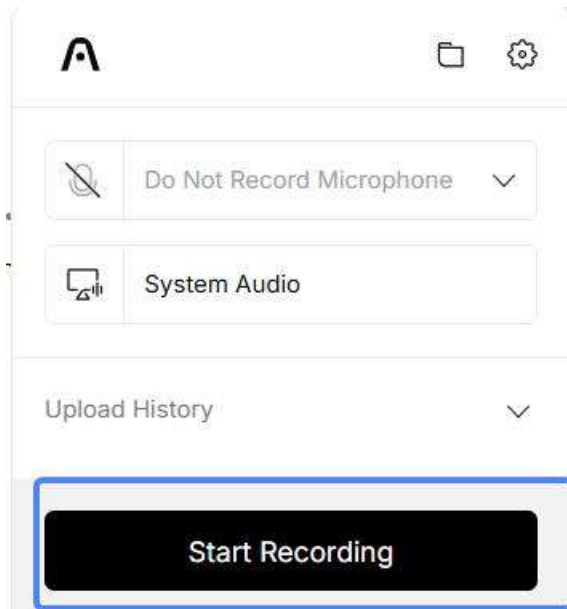 Do Not Record Microphone
System Audio
Upload History
Start Recording